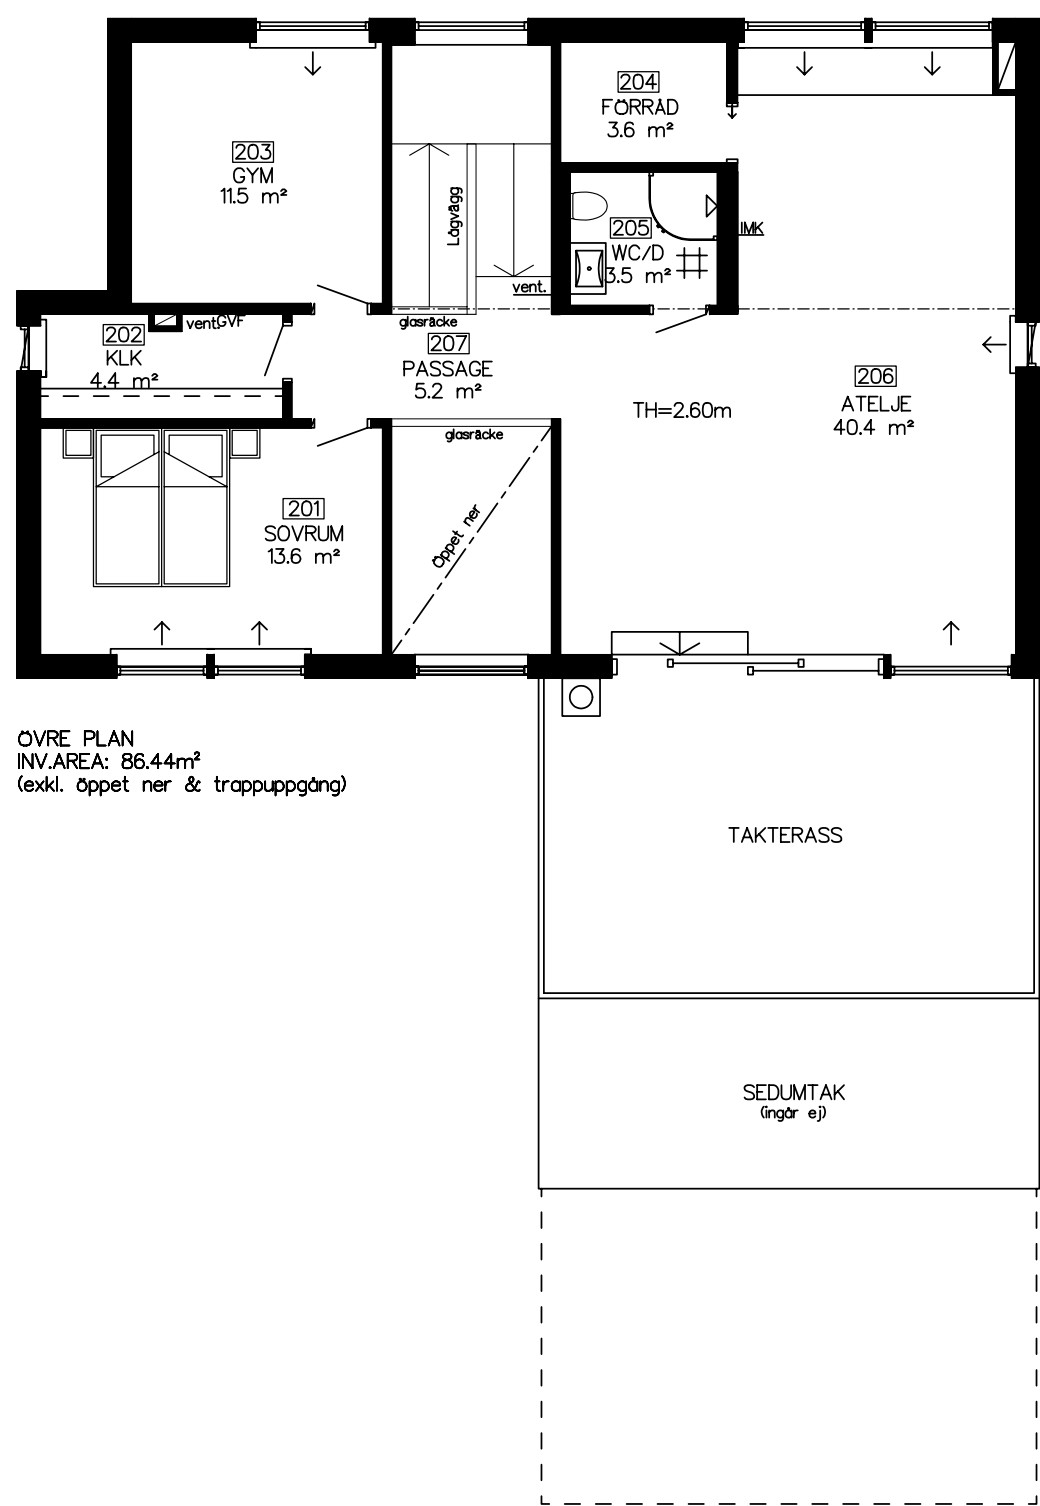 204
FÖRRÅD
3.6 m²
203
GYM
11.5 m²
Lågvägg
205
WC/D
3.5 m²
IMK
vent.
glasräcke
vent.
GVF
202
KLK
4.4 m²
207
PASSAGE
5.2 m²
206
ATELJE
40.4 m²
TH=2.60m
glasräcke
201
SOVRUM
13.6 m²
Öppet ner
ÖVRE PLAN
INV.AREA: 86.44m²
(exkl. öppet ner & trappuppgång)
TAKTERASS
SEDUMTAK
(ingår ej)